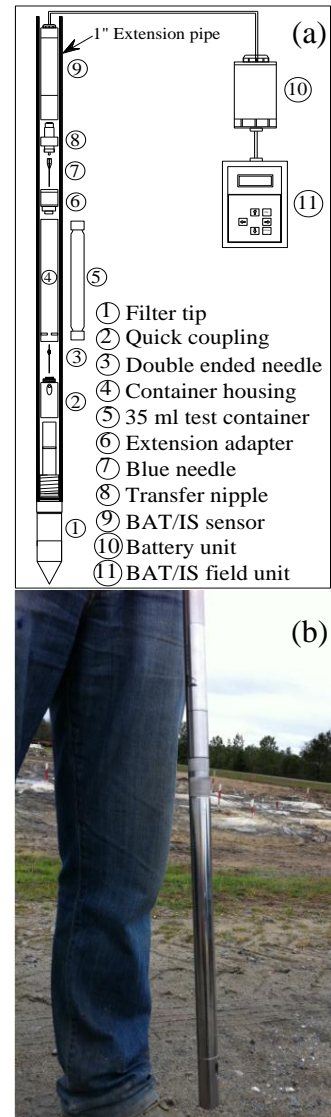 (a)
1" Extension pipe
⑨
⑩
⑧
⑦
⑪
⑥
④
⑤
③
②
①
① Filter tip
② Quick coupling
③ Double ended needle
④ Container housing
⑤ 35 ml test container
⑥ Extension adapter
⑦ Blue needle
⑧ Transfer nipple
⑨ BAT/IS sensor
⑩ Battery unit
⑪ BAT/IS field unit
(b)